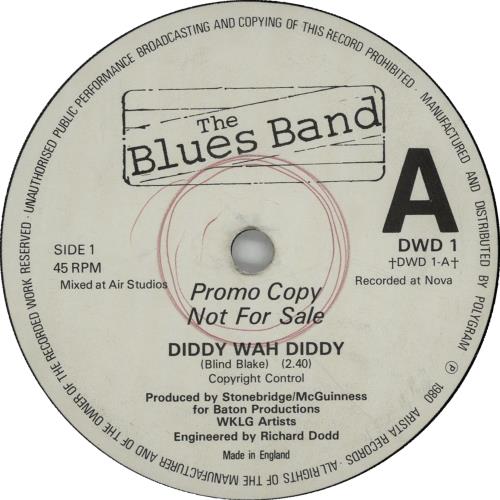 UNAUTHORISED PUBLIC PERFORMANCE BROADCASTING AND COPYING OF THIS RECORD PROHIBITED · MANUFACTURED AND DISTRIBUTED BY POLYGRAM
The
Blues Band
A
DWD 1
†DWD 1-A†
SIDE 1
45 RPM
Mixed at Air Studios
Recorded at Nova
Promo Copy
Not For Sale
DIDDY WAH DIDDY
(Blind Blake) (2.40)
Copyright Control
Produced by Stonebridge/McGuinness
for Baton Productions
WKLG Artists
Engineered by Richard Dodd
Made in England
℗ 1980 ARISTA RECORDS · ALL RIGHTS OF THE MANUFACTURER AND OF THE OWNER OF THE RECORDED WORK RESERVED ·